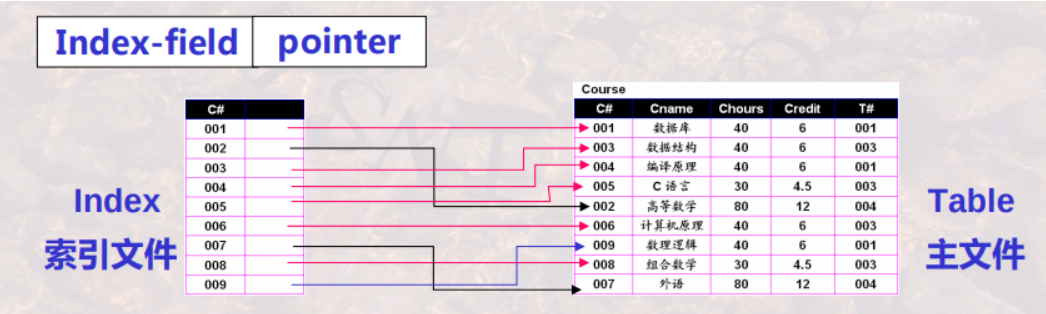 Index-field pointer
Course
C#
001
002
003
004
005
006
007
008
009
C# Cname Chours Credit T#
001 数据库 40 6 001
003 数据结构 40 6 003
004 编译原理 40 6 001
005 C 语言 30 4.5 003
002 高等数学 80 12 004
006 计算机原理 40 6 003
009 数理逻辑 40 6 001
008 组合数学 30 4.5 003
007 外语 80 12 004
Index
索引文件
Table
主文件